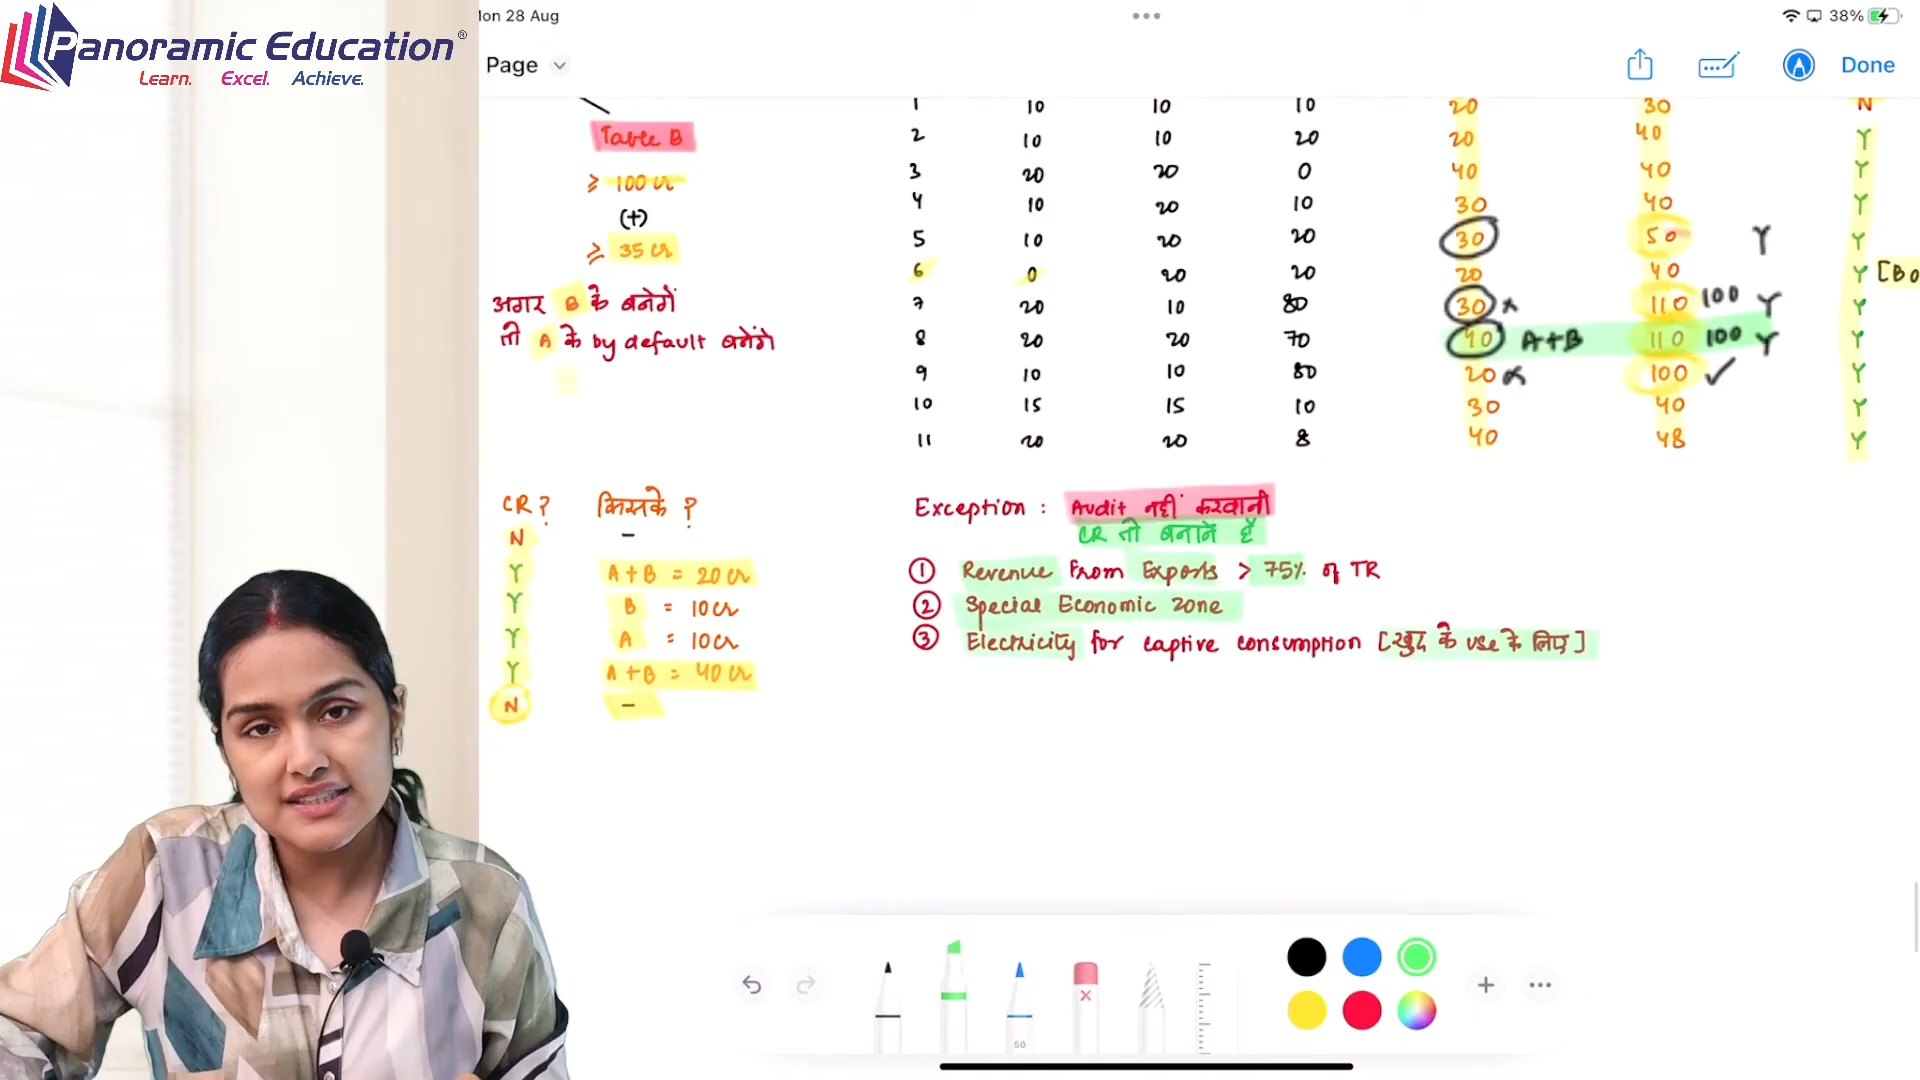 Panoramic Education®
Learn. Excel. Achieve.
Mon 28 Aug
38%
Page
Done
1 10 10 10 20 30 N
Table B 2 10 10 20 20 40 Y
≥ 100 cr 3 20 20 0 40 40 Y
(+) 4 10 20 10 30 40 Y
≥ 35 cr 5 10 20 20 30 50 Y Y
6 0 20 20 20 40 Y [Bo
अगर B के बनेगें 7 20 10 80 30 x 110 100 Y Y
तो A के by default बनेंगे 8 20 20 70 40 A+B 110 100 Y Y
9 10 10 80 20 x 100 ✓ Y
10 15 15 10 30 40 Y
11 20 20 8 40 48 Y
CR? किसके ?
N -
Y A+B = 20 cr
Y B = 10 cr
Y A = 10 cr
Y A+B = 40 cr
N -
Exception : Audit नहीं करवानी
CR तो बनाने है
① Revenue from Exports > 75% of TR
② Special Economic Zone
③ Electricity for captive consumption [खुद के use के लिए]
50